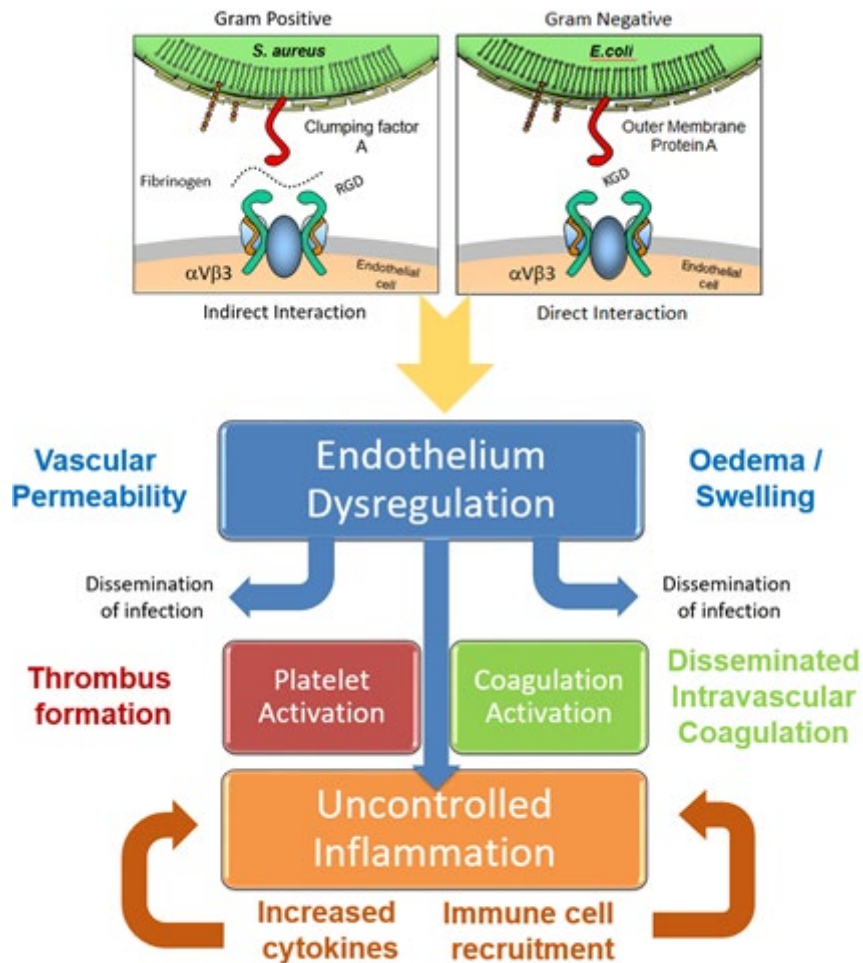 Gram Positive
Gram Negative
S. aureus
Clumping factor
A
Fibrinogen
RGD
αVβ3
Endothelial
cell
E.coli
Outer Membrane
Protein A
KGD
αVβ3
Endothelial
cell
Indirect Interaction
Direct Interaction
Vascular
Permeability
Endothelium
Dysregulation
Oedema /
Swelling
Dissemination
of infection
Dissemination
of infection
Thrombus
formation
Platelet
Activation
Coagulation
Activation
Disseminated
Intravascular
Coagulation
Uncontrolled
Inflammation
Increased
cytokines
Immune cell
recruitment